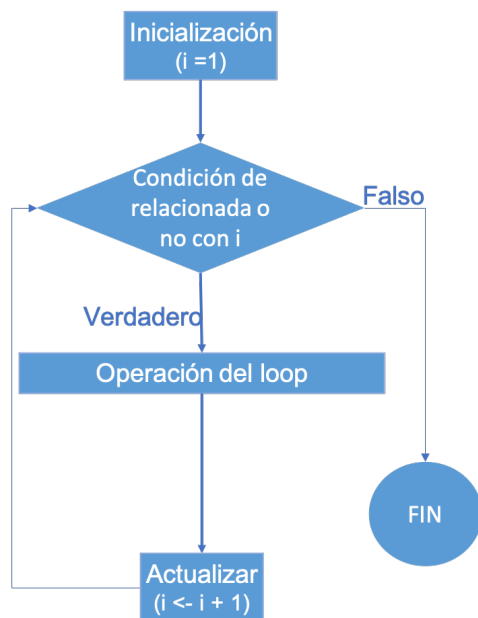 Inicialización
(i =1)
Condición de
relacionada o
no con i
Falso
Verdadero
Operación del loop
FIN
Actualizar
(i <- i + 1)